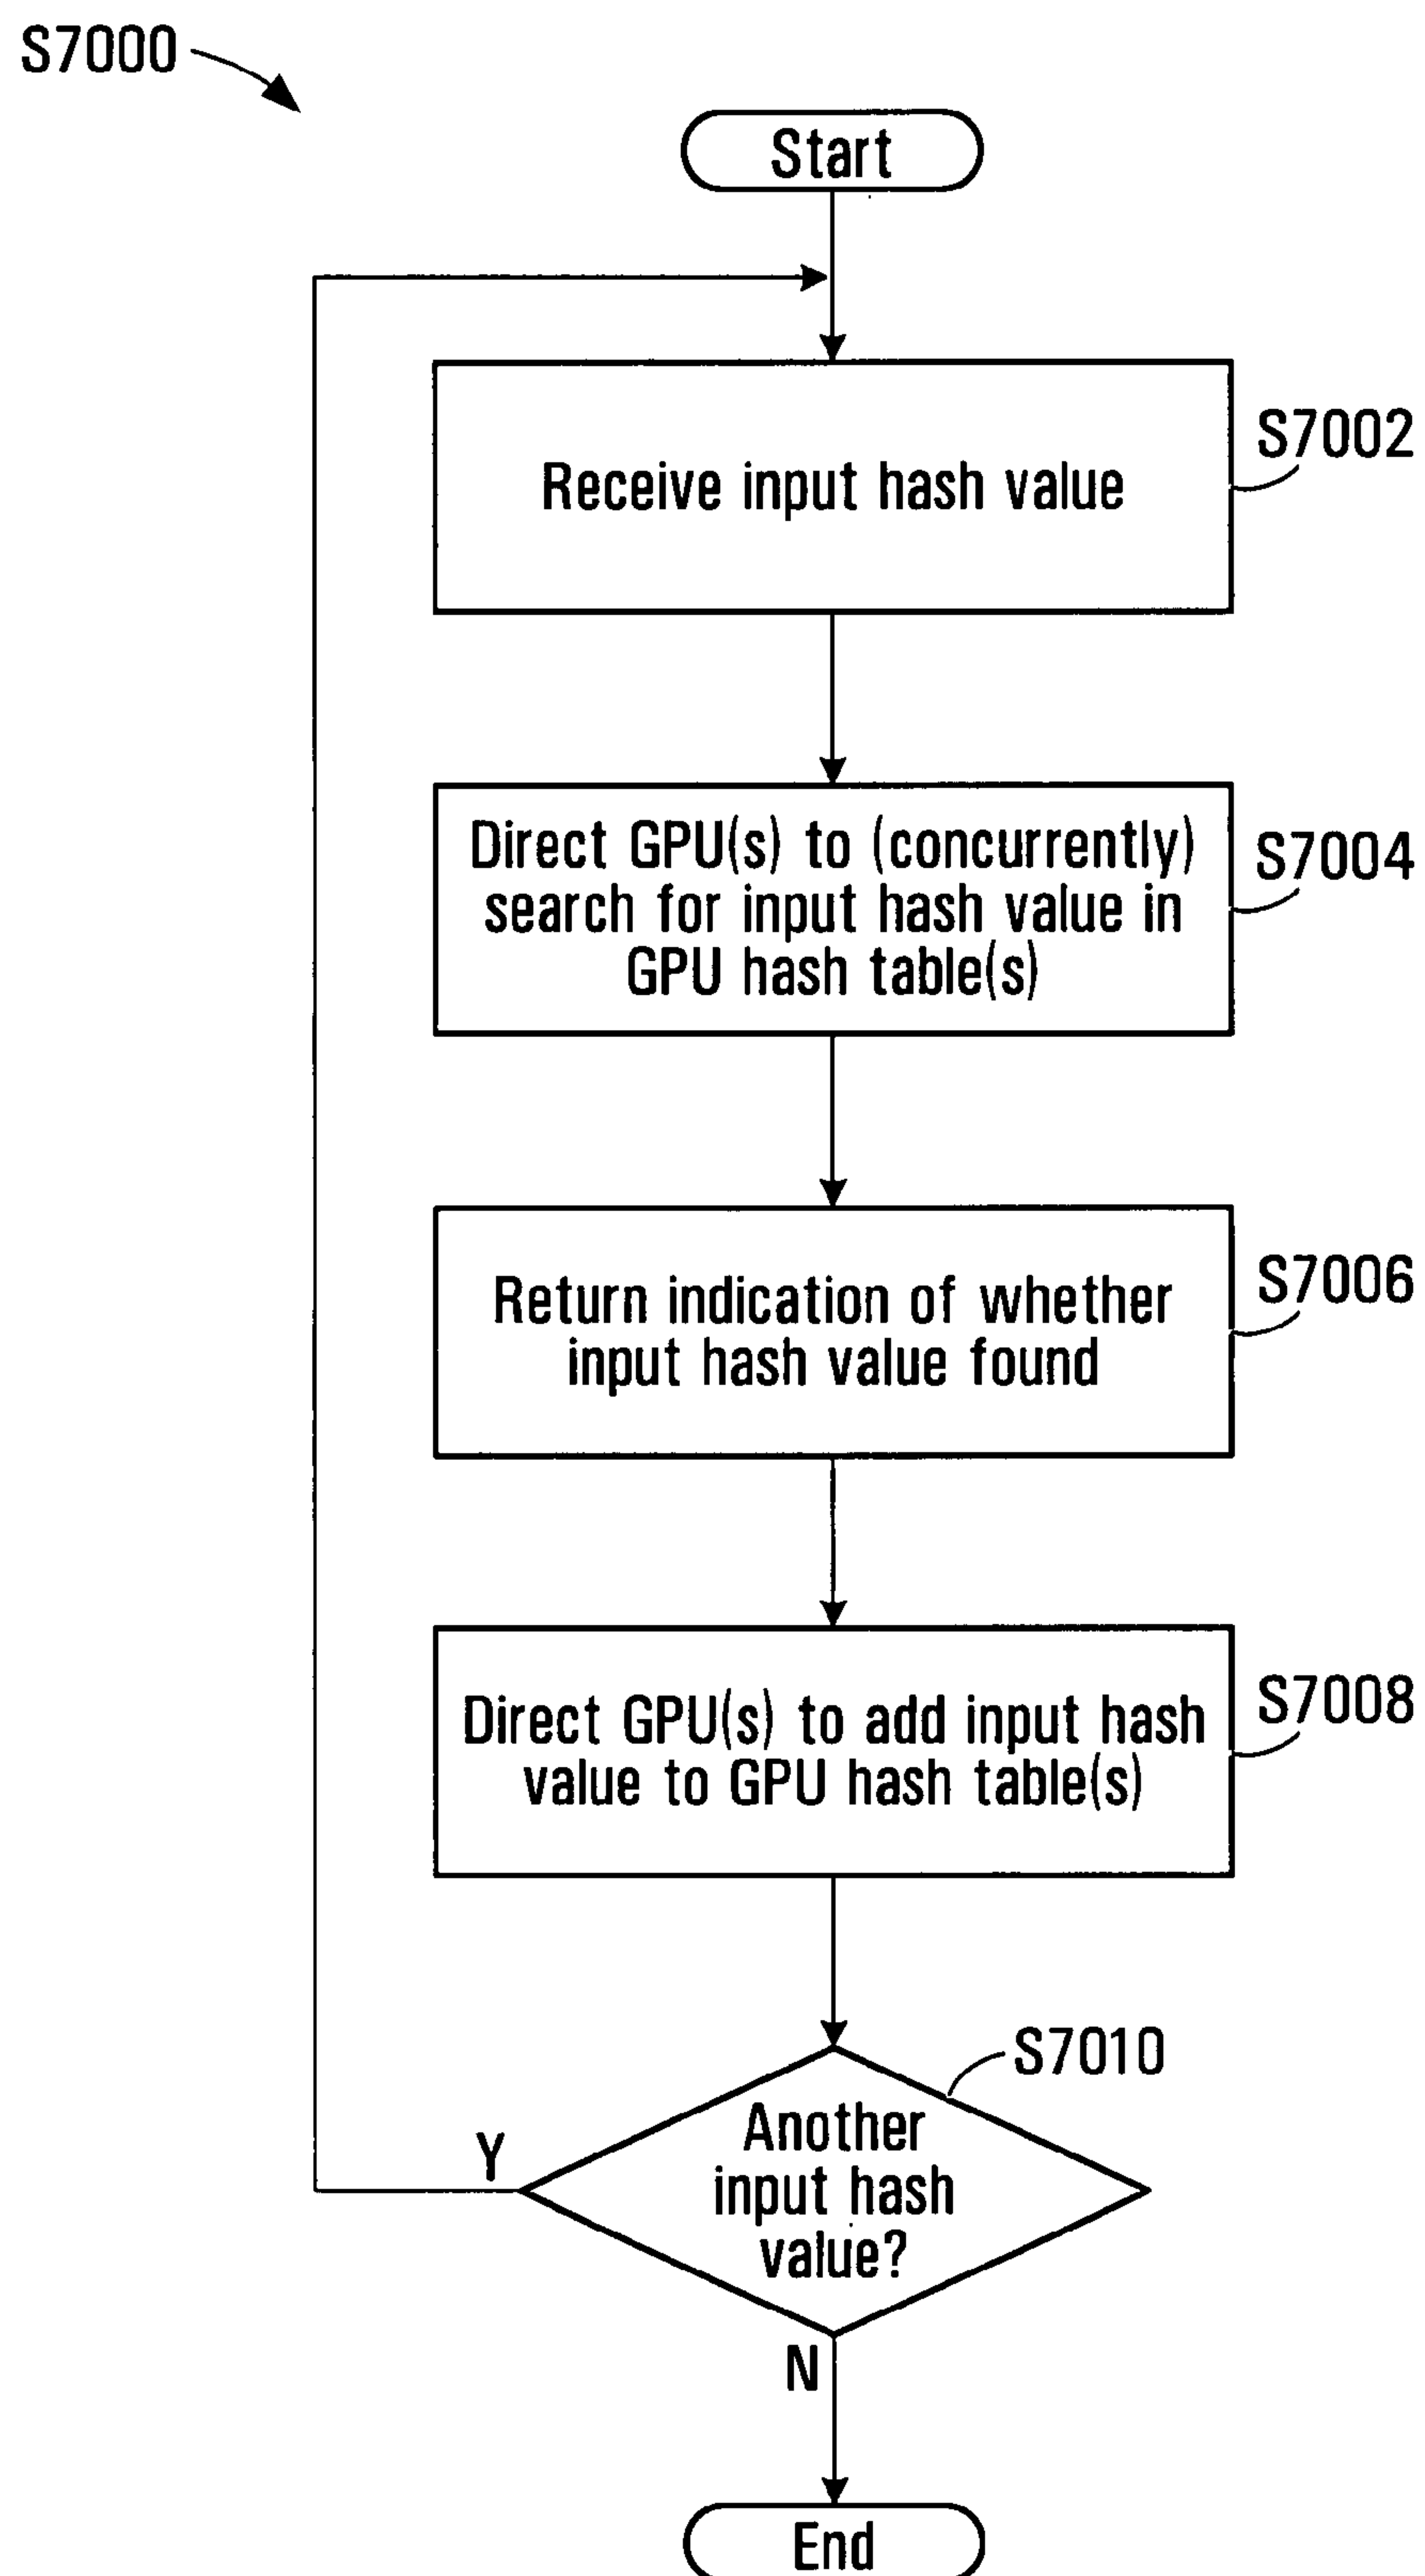 S7000
Start
Receive input hash value
S7002
Direct GPU(s) to (concurrently)
search for input hash value in
GPU hash table(s)
S7004
Return indication of whether
input hash value found
S7006
Direct GPU(s) to add input hash
value to GPU hash table(s)
S7008
S7010
Another
input hash
value?
Y
N
End